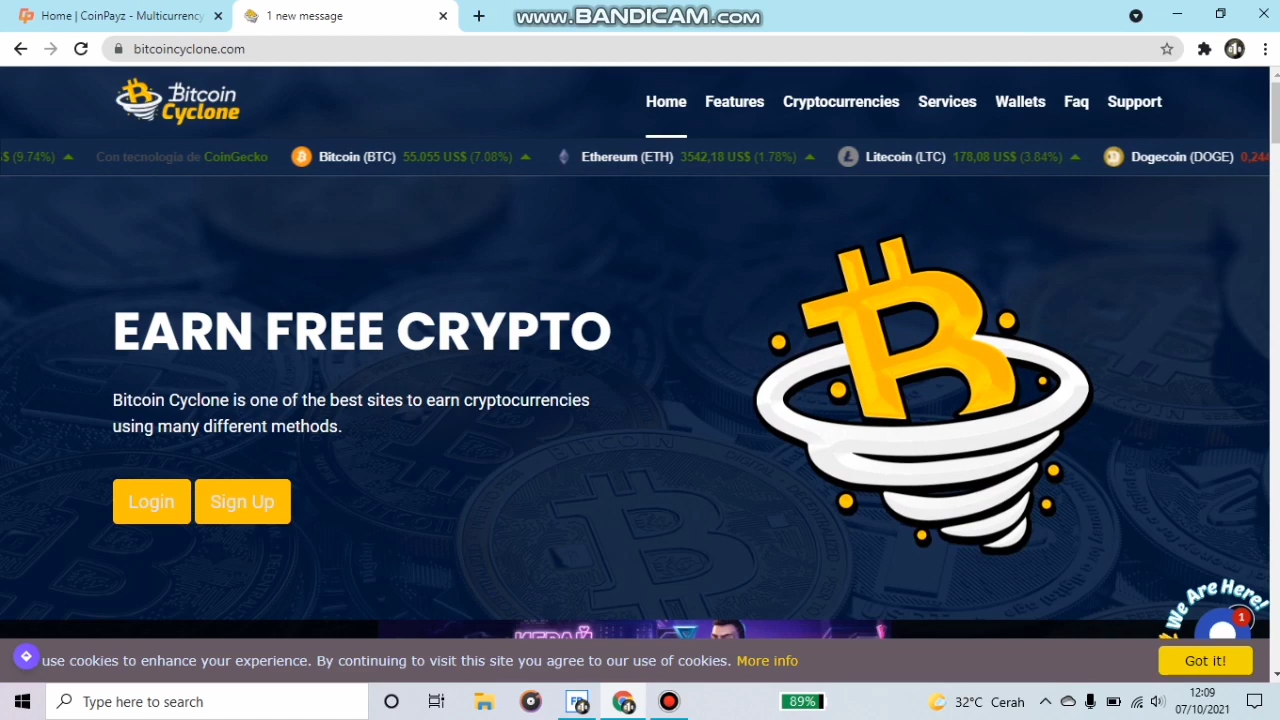 Home | CoinPayz - Multicurrency
1 new message
www.BANDICAM.com
bitcoincyclone.com
Bitcoin Cyclone
Home Features Cryptocurrencies Services Wallets Faq Support
$ (9.74%) Con tecnología de CoinGecko Bitcoin (BTC) 55.055 US$ (7.08%) Ethereum (ETH) 3542,18 US$ (1.78%) Litecoin (LTC) 178,08 US$ (3.84%) Dogecoin (DOGE) 0,244
EARN FREE CRYPTO
Bitcoin Cyclone is one of the best sites to earn cryptocurrencies
using many different methods.
Login Sign Up
We Are Here!
1
use cookies to enhance your experience. By continuing to visit this site you agree to our use of cookies. More info Got it!
Type here to search
89%
32°C Cerah
12:09
07/10/2021